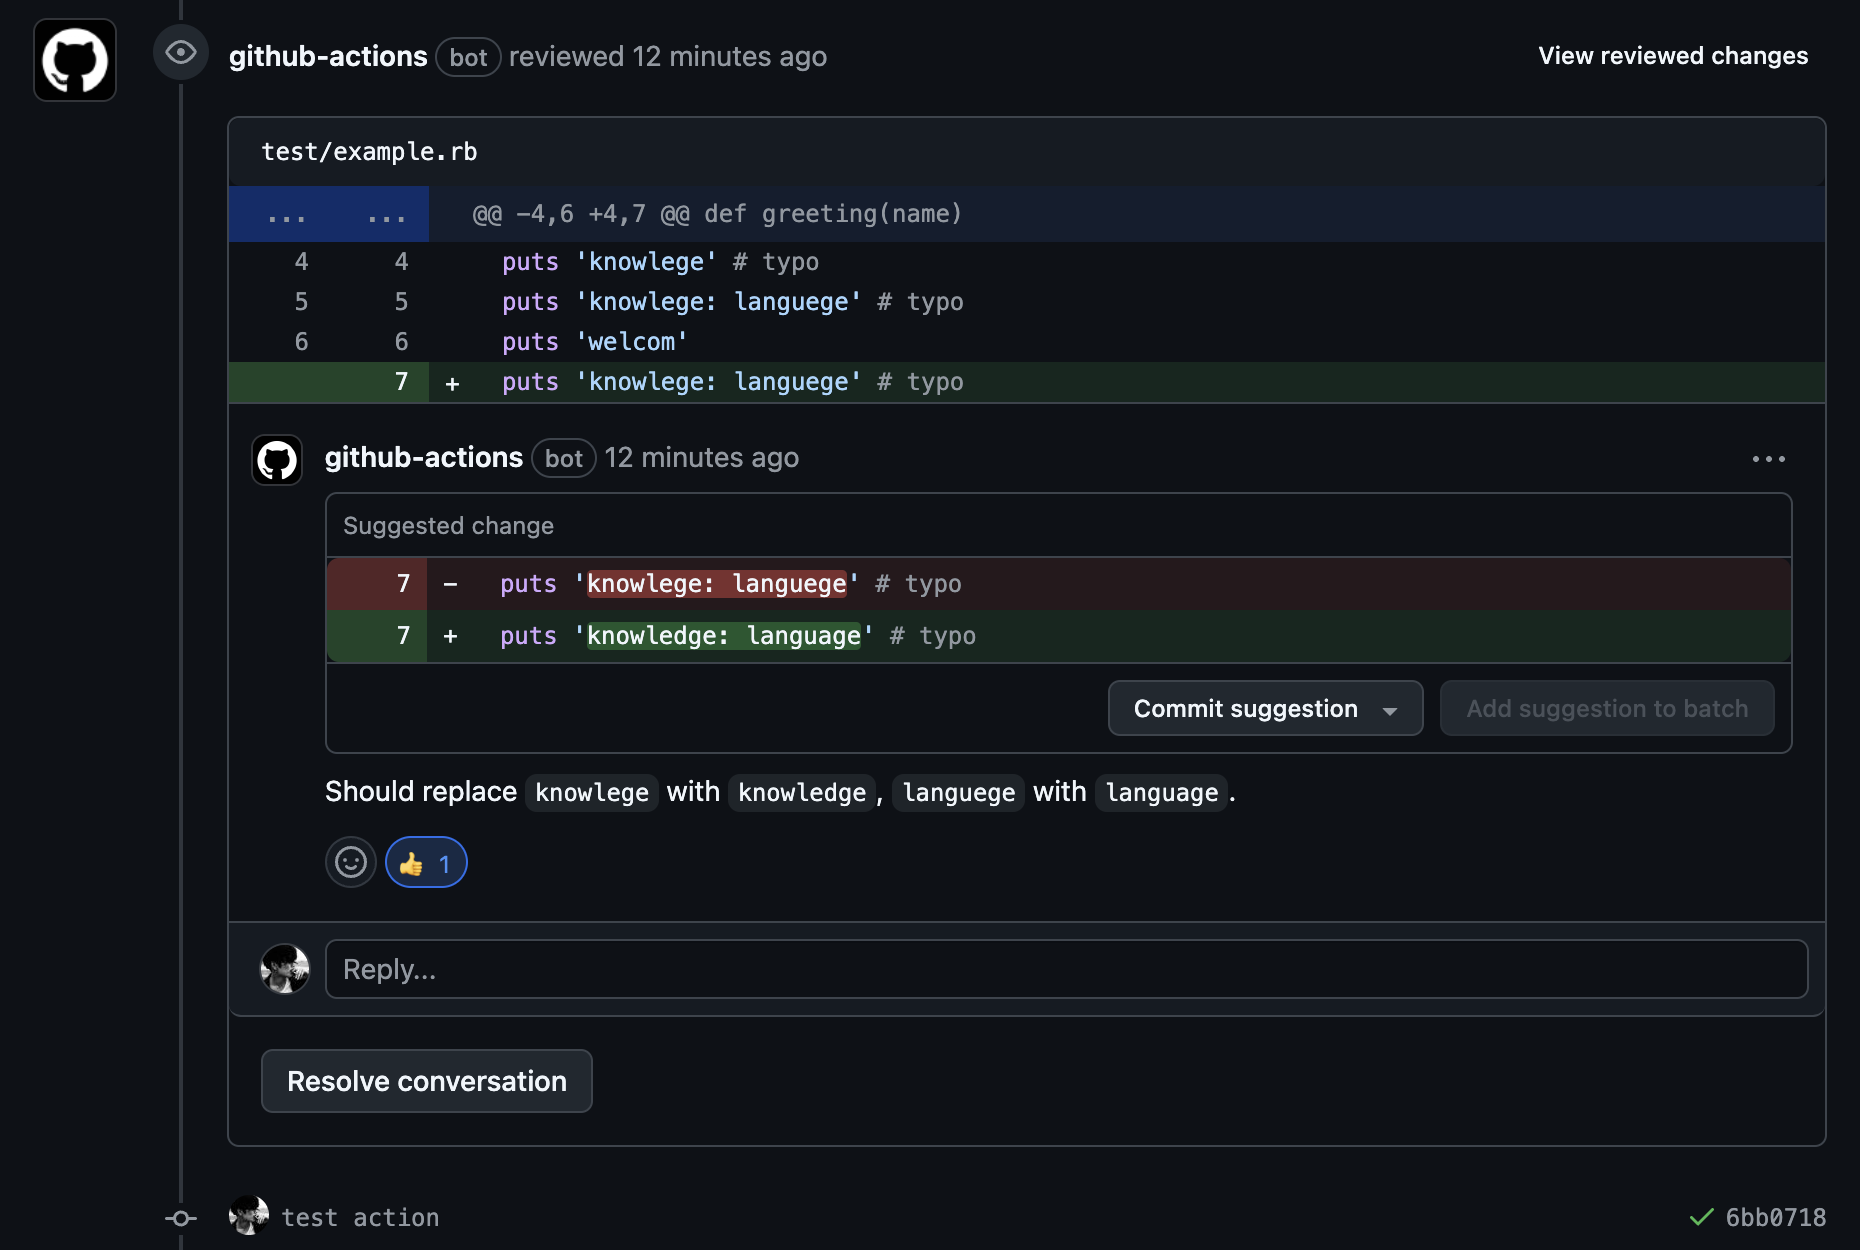 github-actions bot reviewed 12 minutes ago View reviewed changes
test/example.rb
... ... @@ -4,6 +4,7 @@ def greeting(name)
4 4 puts 'knowlege' # typo
5 5 puts 'knowlege: languege' # typo
6 6 puts 'welcom'
7 + puts 'knowlege: languege' # typo
github-actions bot 12 minutes ago ...
Suggested change
7 - puts 'knowlege: languege' # typo
7 + puts 'knowledge: language' # typo
Commit suggestion Add suggestion to batch
Should replace knowlege with knowledge, languege with language.
👍 1
Reply...
Resolve conversation
test action 6bb0718